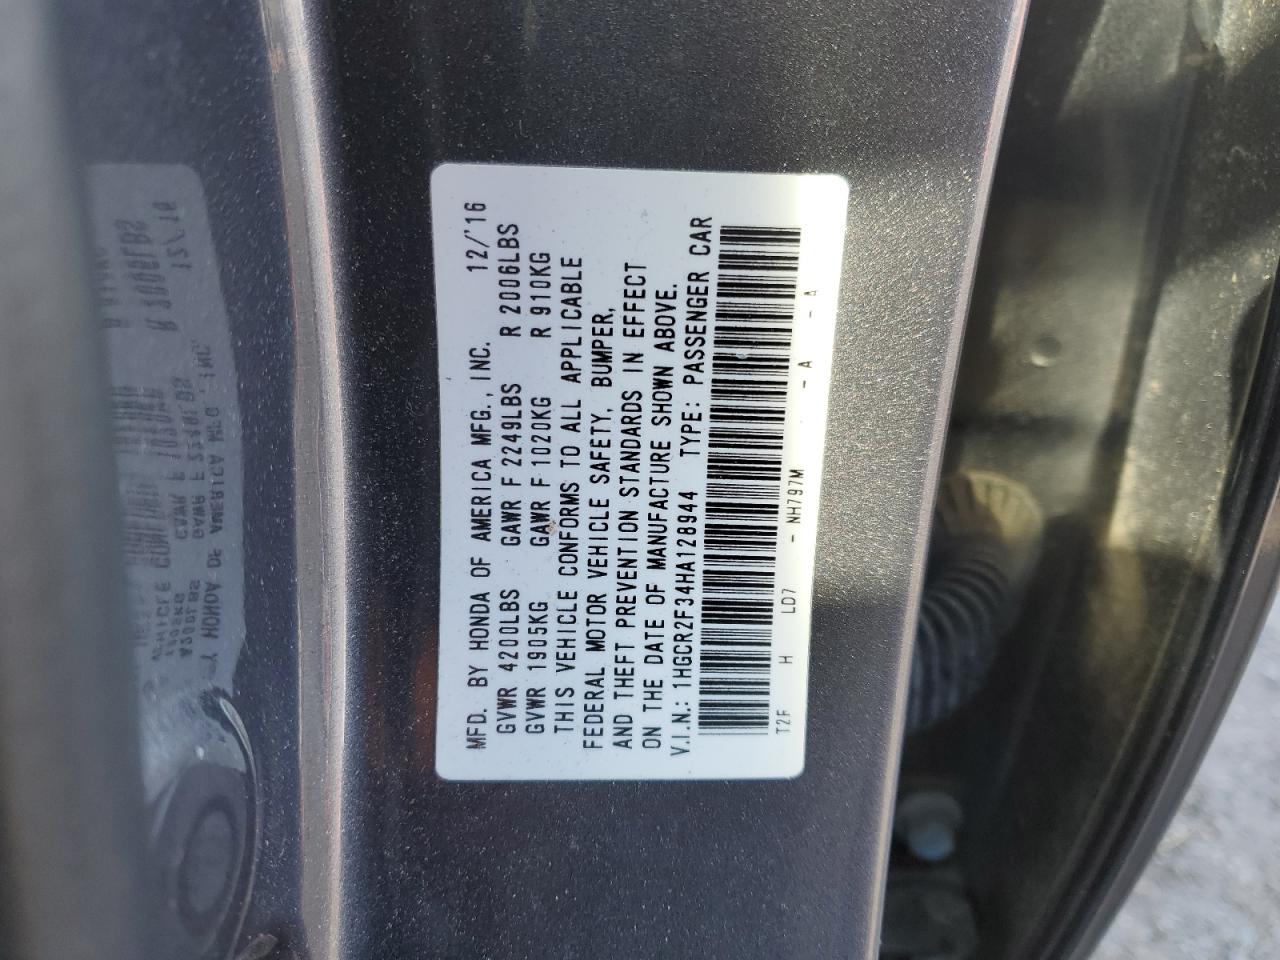 MFD. BY HONDA OF AMERICA MFG., INC. 12/'16
GVWR 4200LBS GAWR F 2249LBS R 2006LBS
GVWR 1905KG GAWR F 1020KG R 910KG
THIS VEHICLE CONFORMS TO ALL APPLICABLE
FEDERAL MOTOR VEHICLE SAFETY, BUMPER,
AND THEFT PREVENTION STANDARDS IN EFFECT
ON THE DATE OF MANUFACTURE SHOWN ABOVE.
V.I.N.: 1HGCR2F34HA128944 TYPE: PASSENGER CAR
T2F H LD7 - NH797M - A - A